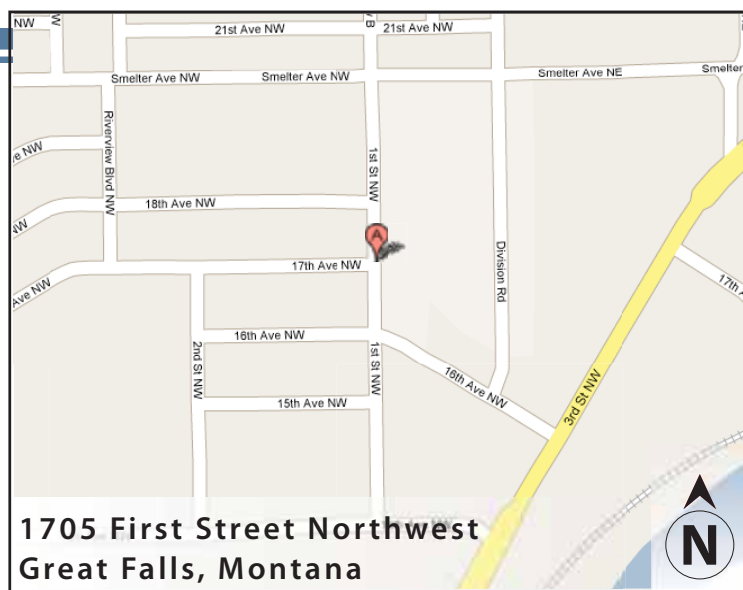 NW
W
21st Ave NW
W B
21st Ave NW
Smelter Ave NW
Smelter Ave NW
Smelter Ave NE
Smelter
Riverview Blvd NW
e NW
1st St NW
18th Ave NW
NW
A
Division Rd
17th Ave NW
17th A
Ave NW
16th Ave NW
2nd St NW
1st St NW
16th Ave NW
3rd St NW
15th Ave NW
1705 First Street Northwest
Great Falls, Montana
N